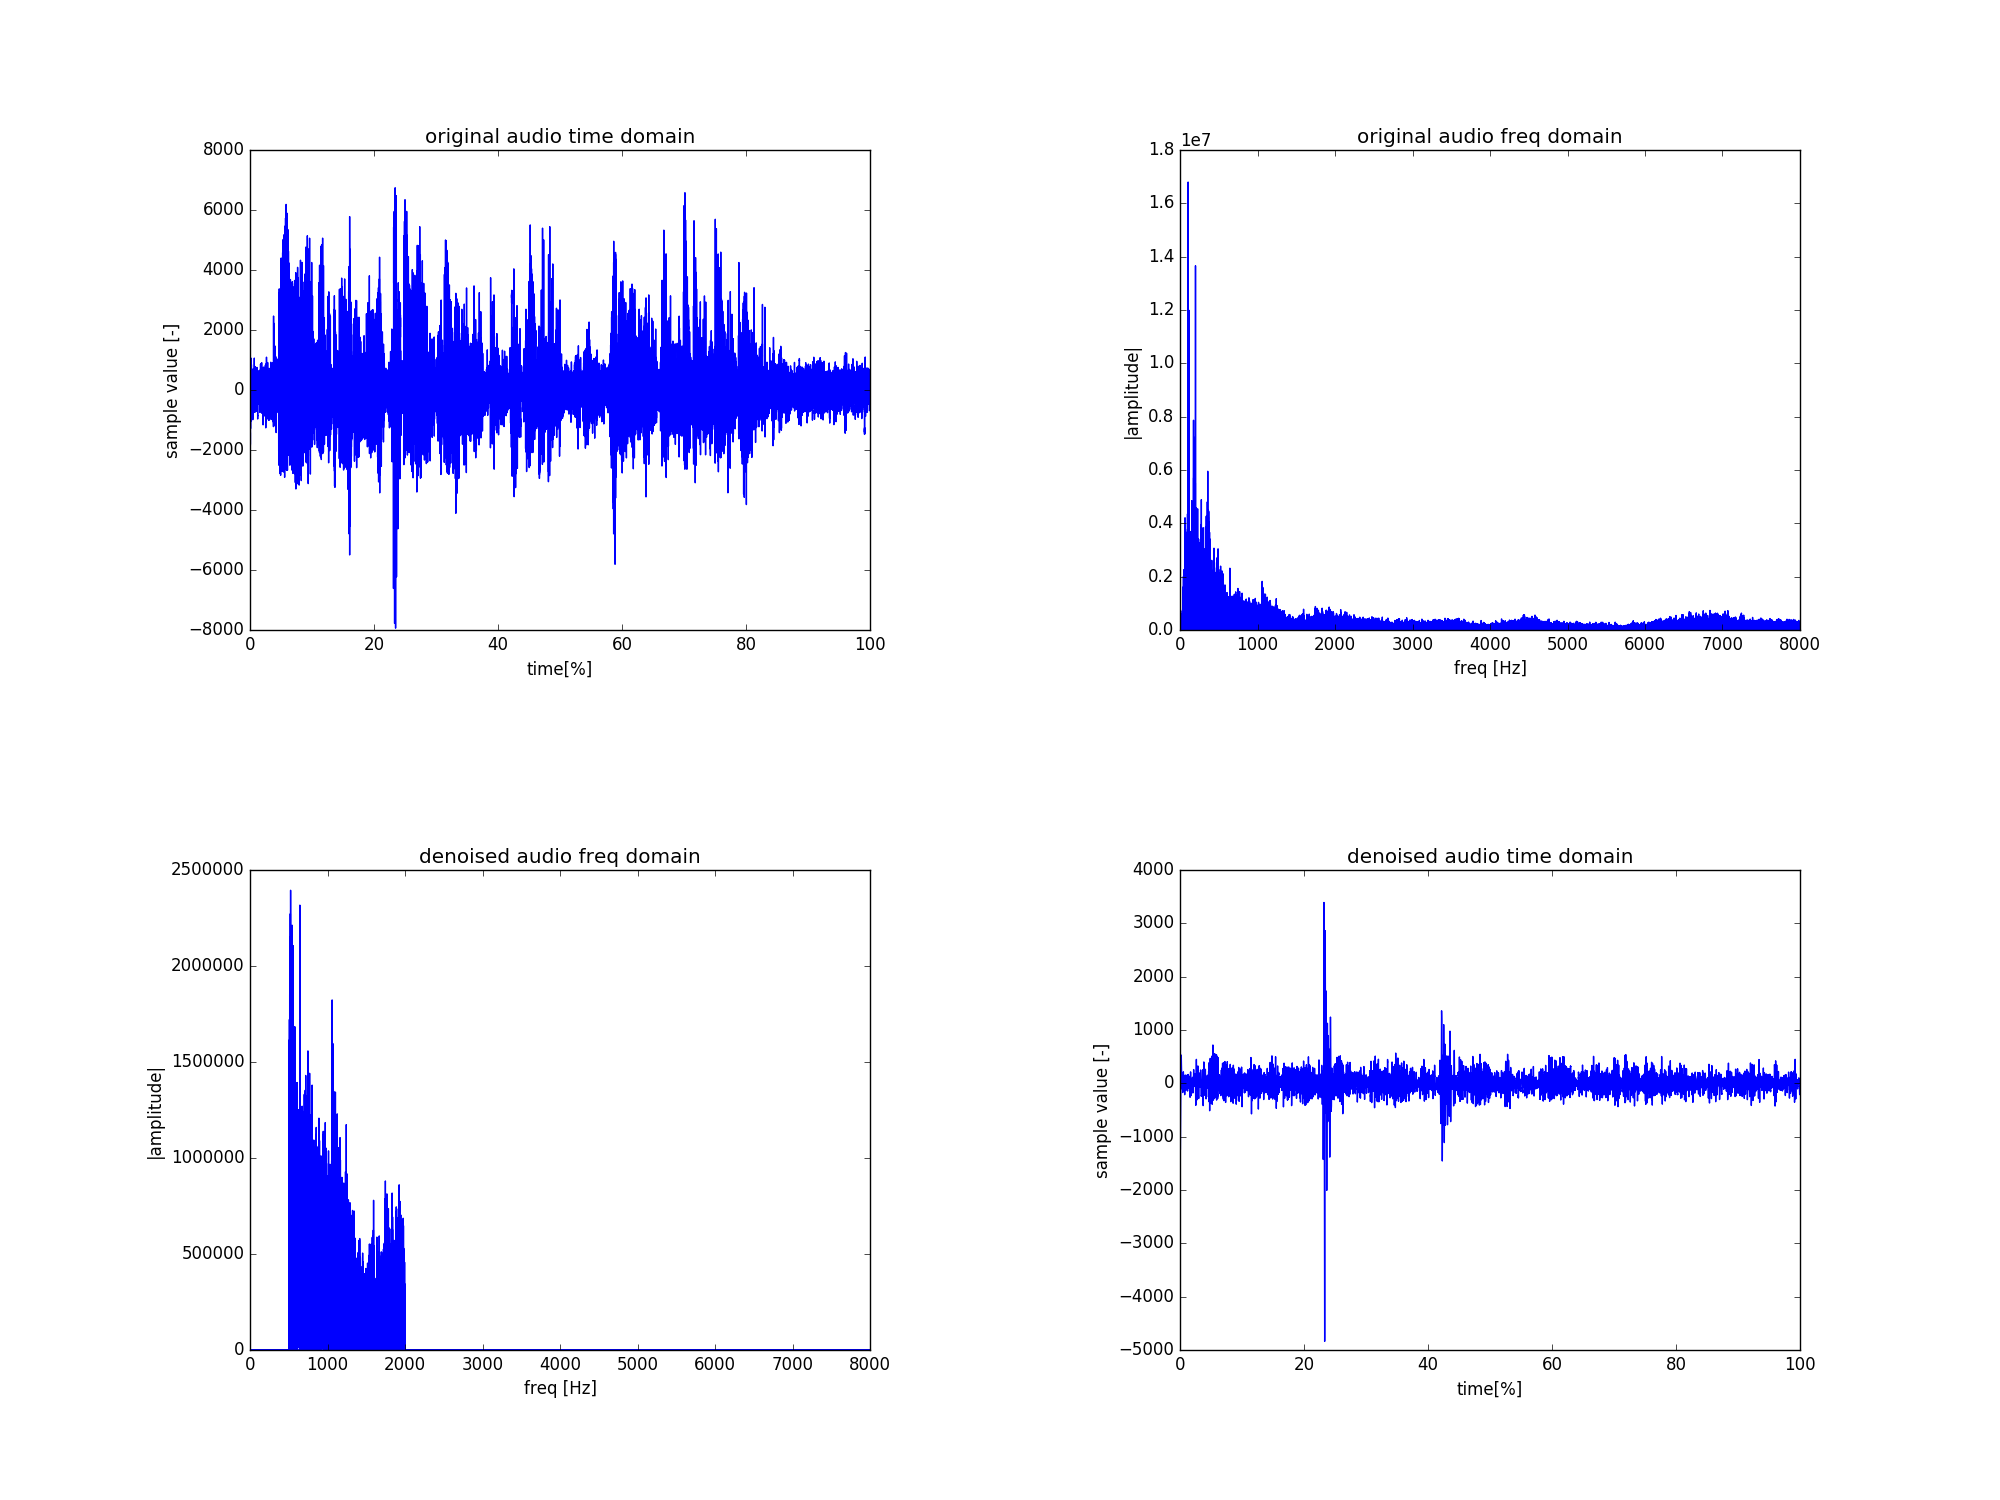 original audio time domain
8000
6000
4000
2000
0
−2000
−4000
−6000
−8000
sample value [-]
0 20 40 60 80 100
time[%]
original audio freq domain
1e7
1.8
1.6
1.4
1.2
1.0
0.8
0.6
0.4
0.2
0.0
|amplitude|
0 1000 2000 3000 4000 5000 6000 7000 8000
freq [Hz]
denoised audio freq domain
2500000
2000000
1500000
1000000
500000
0
|amplitude|
0 1000 2000 3000 4000 5000 6000 7000 8000
freq [Hz]
denoised audio time domain
4000
3000
2000
1000
0
−1000
−2000
−3000
−4000
−5000
sample value [-]
0 20 40 60 80 100
time[%]